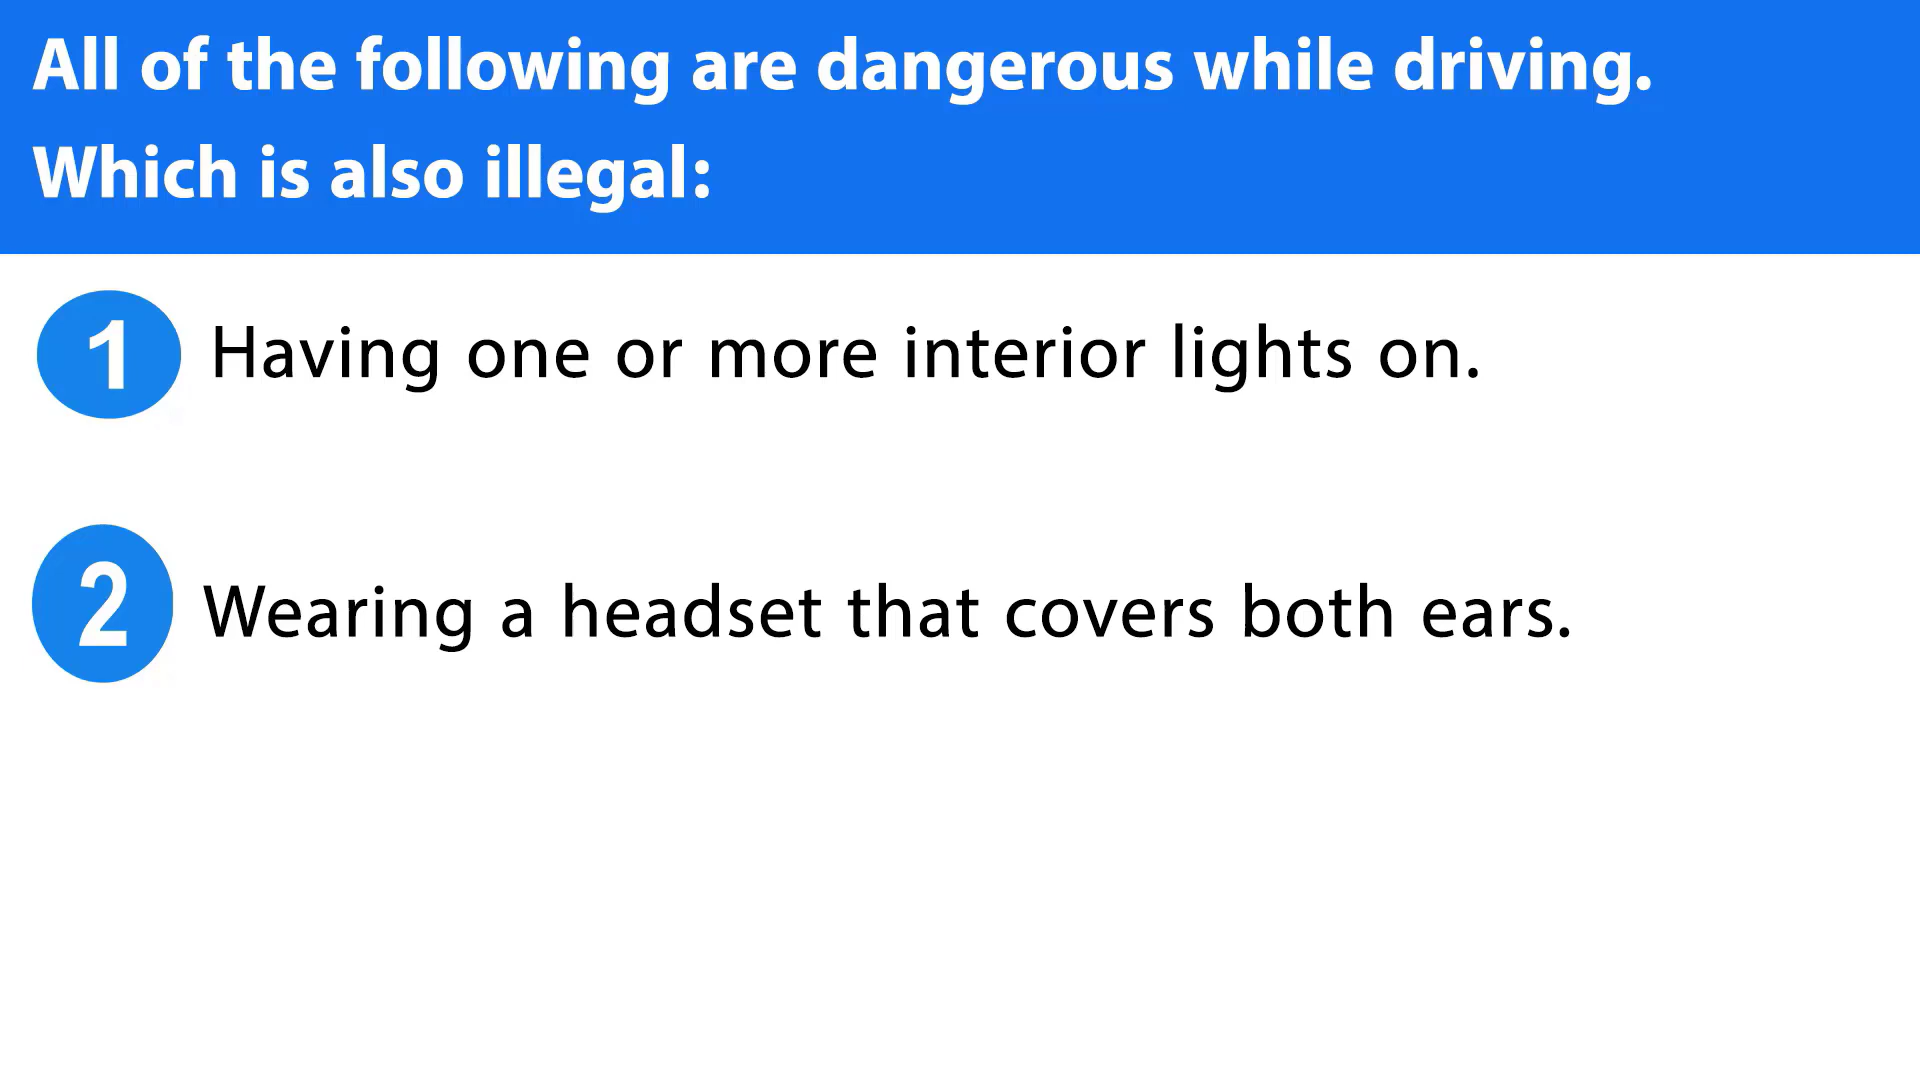 All of the following are dangerous while driving.
Which is also illegal:
1 Having one or more interior lights on.
2 Wearing a headset that covers both ears.